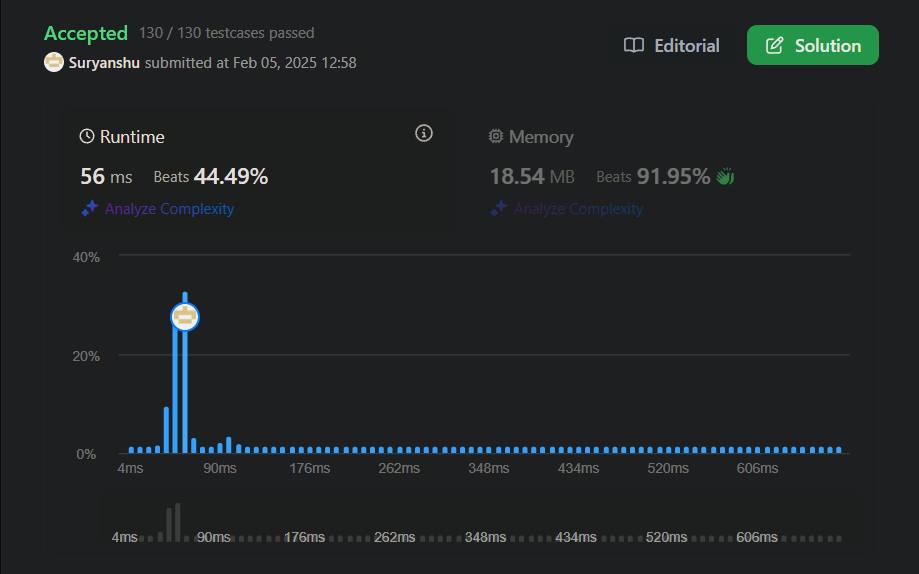 Accepted 130 / 130 testcases passed
Editorial
Solution
Suryanshu submitted at Feb 05, 2025 12:58
Runtime
Memory
56 ms Beats 44.49%
18.54 MB Beats 91.95%
Analyze Complexity
Analyze Complexity
40%
20%
0%
4ms 90ms 176ms 262ms 348ms 434ms 520ms 606ms
4ms 90ms 176ms 262ms 348ms 434ms 520ms 606ms